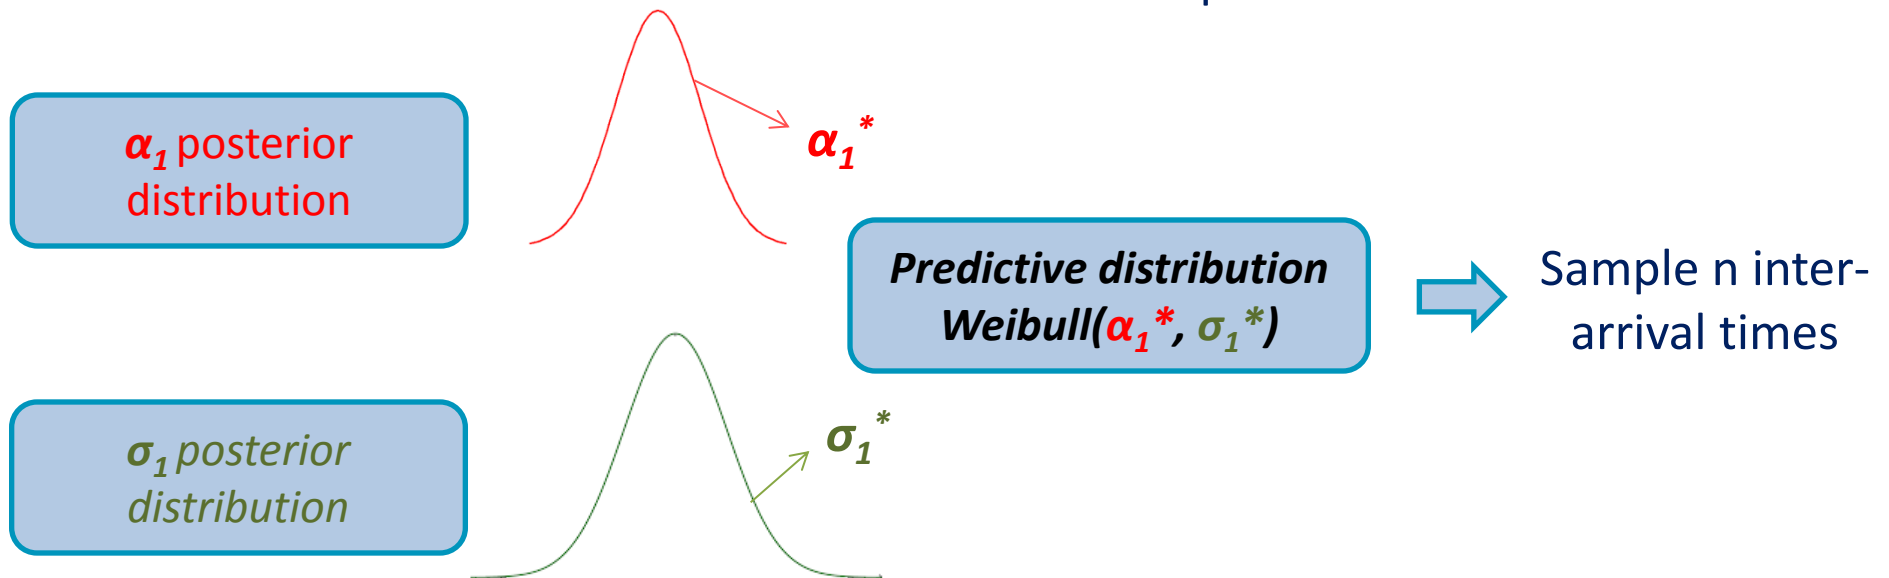 α₁ posterior
distribution
α₁*
Predictive distribution
Weibull(α₁*, σ₁*)
Sample n inter-
arrival times
σ₁ posterior
distribution
σ₁*